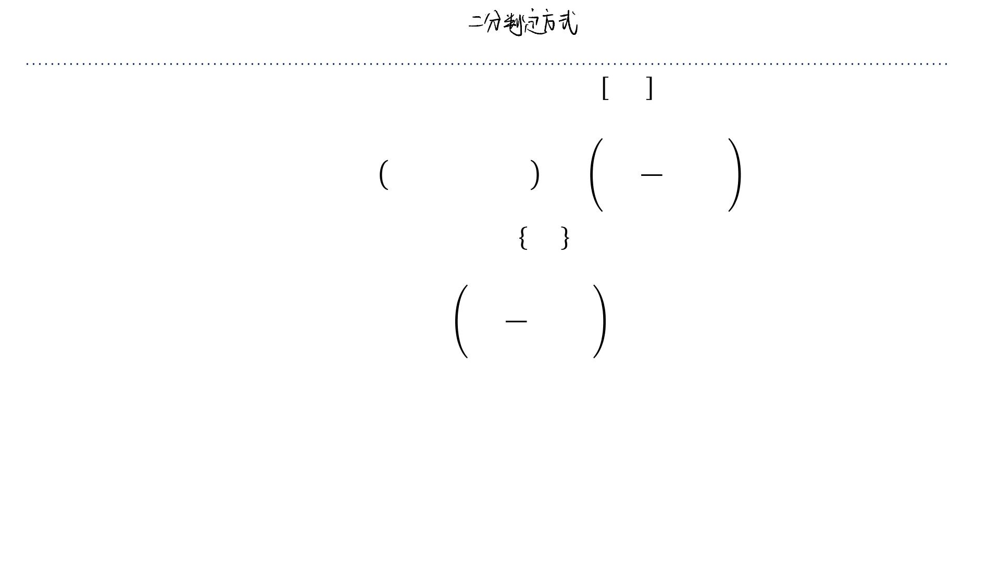 二分判定方式
[ ]
( ) ( — )
{ }
( — )